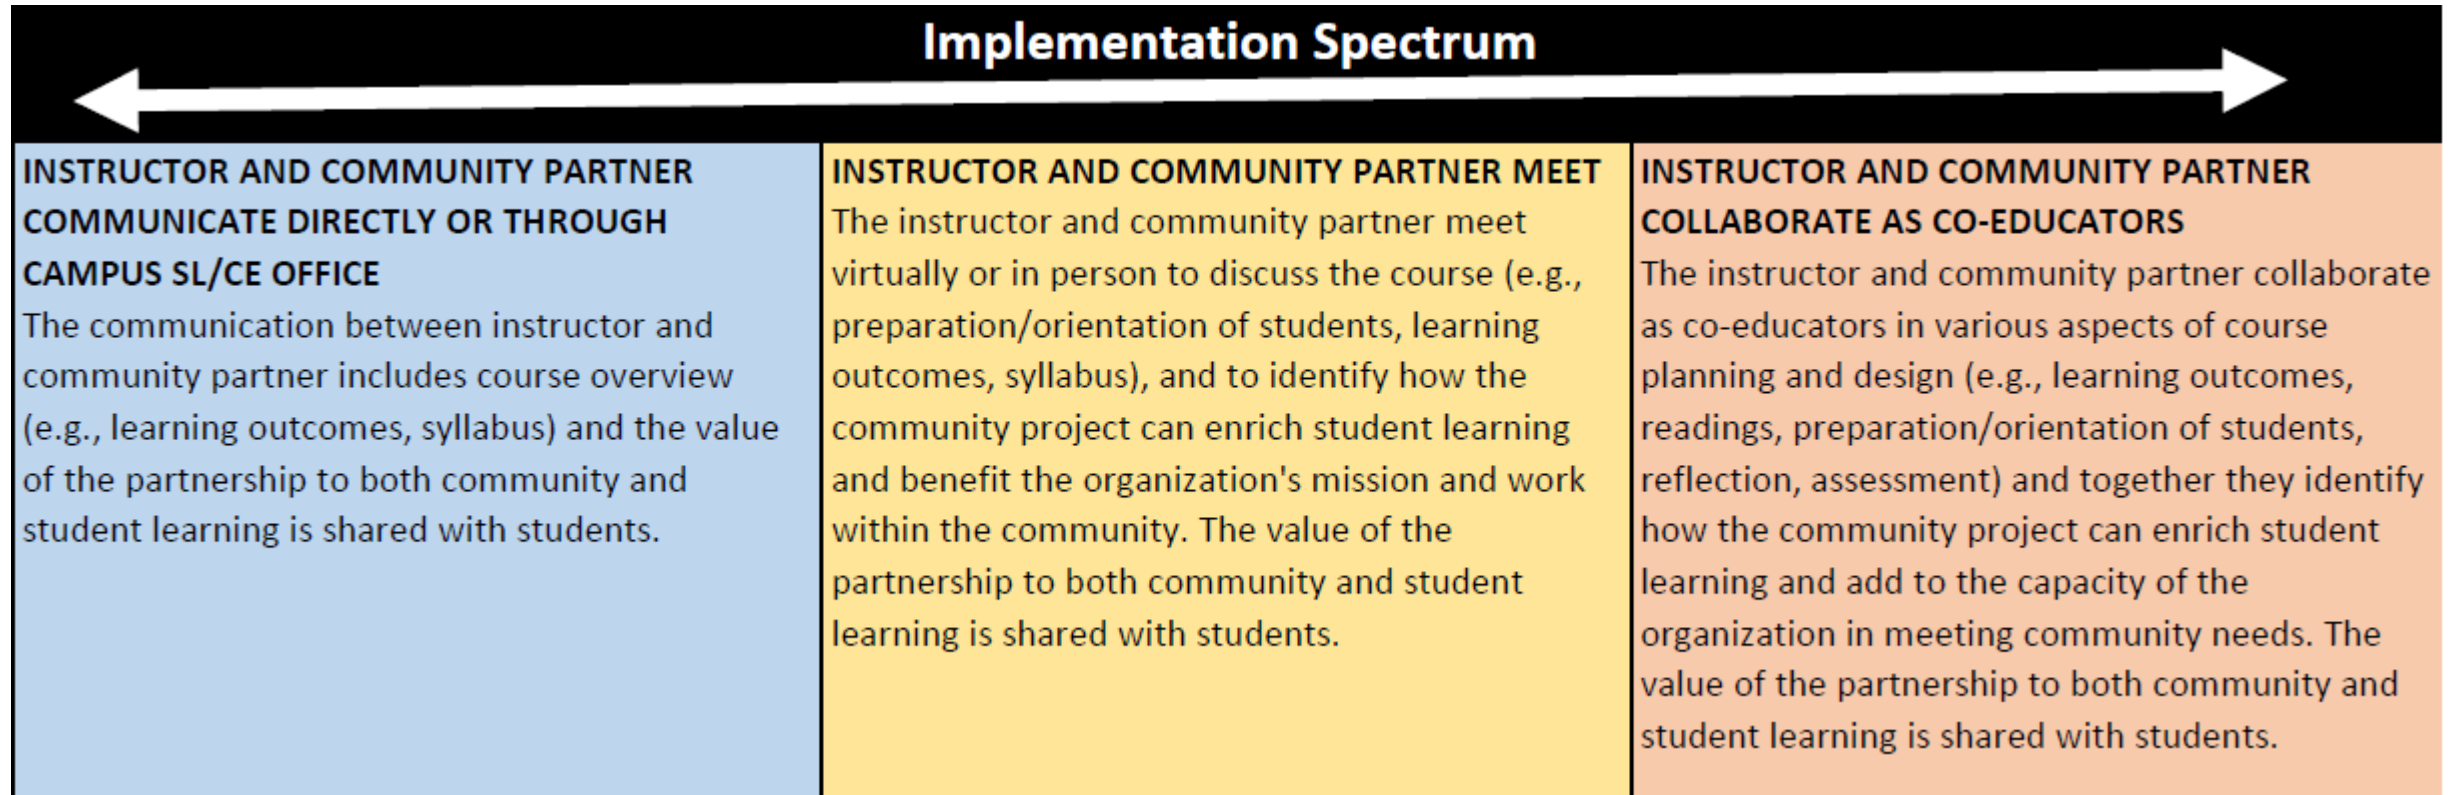 Implementation Spectrum
INSTRUCTOR AND COMMUNITY PARTNER
COMMUNICATE DIRECTLY OR THROUGH
CAMPUS SL/CE OFFICE
The communication between instructor and
community partner includes course overview
(e.g., learning outcomes, syllabus) and the value
of the partnership to both community and
student learning is shared with students.
INSTRUCTOR AND COMMUNITY PARTNER MEET
The instructor and community partner meet
virtually or in person to discuss the course (e.g.,
preparation/orientation of students, learning
outcomes, syllabus), and to identify how the
community project can enrich student learning
and benefit the organization's mission and work
within the community. The value of the
partnership to both community and student
learning is shared with students.
INSTRUCTOR AND COMMUNITY PARTNER
COLLABORATE AS CO-EDUCATORS
The instructor and community partner collaborate
as co-educators in various aspects of course
planning and design (e.g., learning outcomes,
readings, preparation/orientation of students,
reflection, assessment) and together they identify
how the community project can enrich student
learning and add to the capacity of the
organization in meeting community needs. The
value of the partnership to both community and
student learning is shared with students.